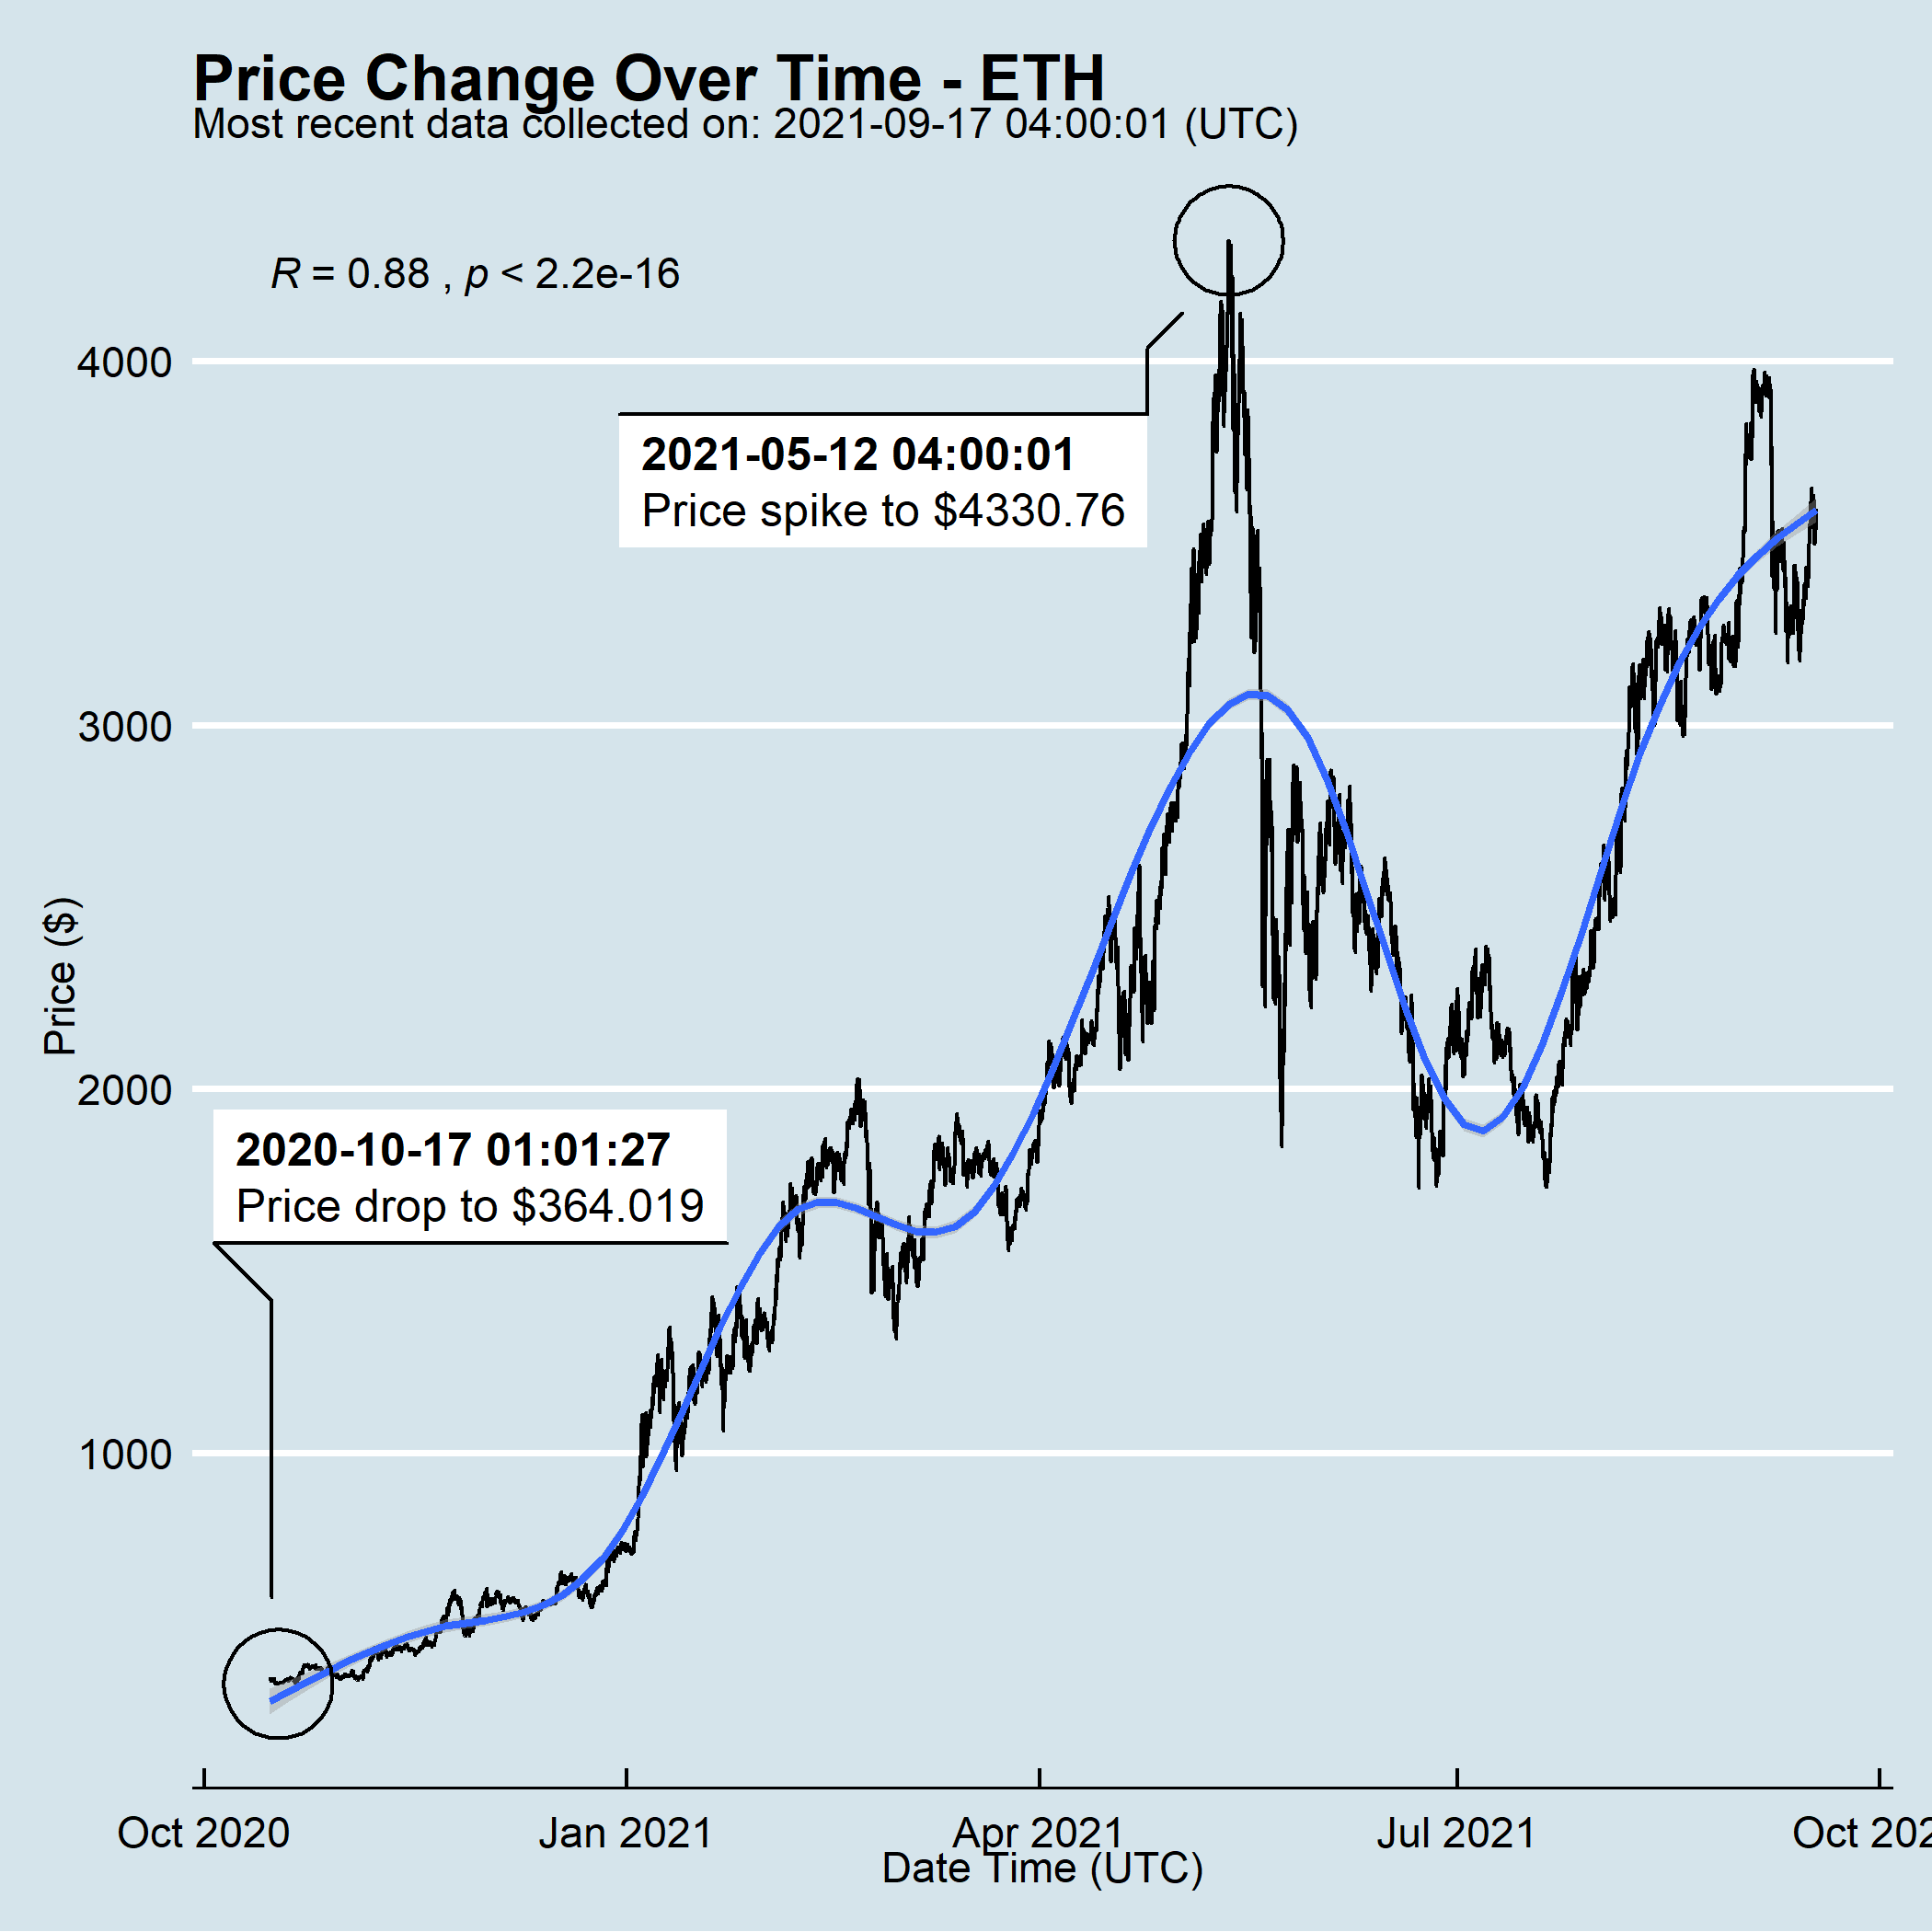 Price Change Over Time - ETH
Most recent data collected on: 2021-09-17 04:00:01 (UTC)
R = 0.88 , p < 2.2e-16
4000
2021-05-12 04:00:01
Price spike to $4330.76
3000
Price ($)
2000
2020-10-17 01:01:27
Price drop to $364.019
1000
Oct 2020 Jan 2021 Apr 2021 Jul 2021 Oct 202
Date Time (UTC)